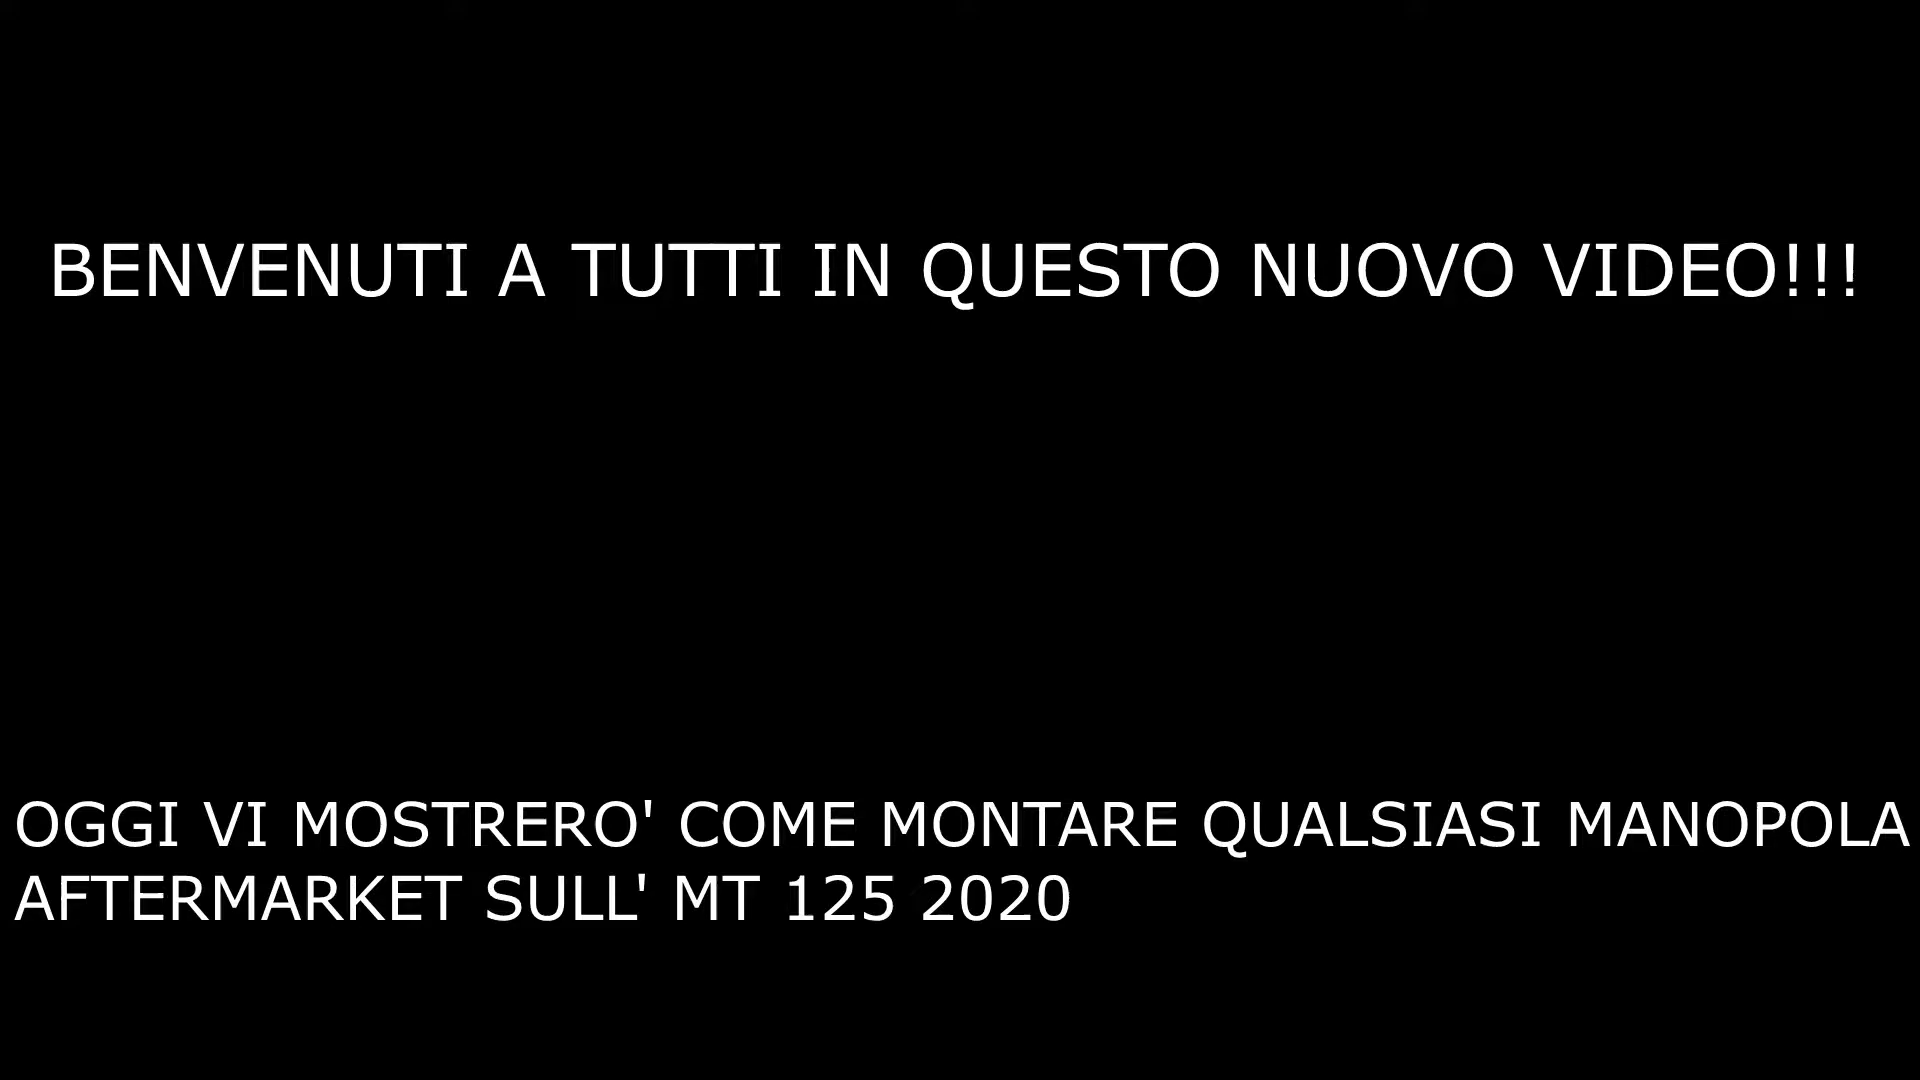 BENVENUTI A TUTTI IN QUESTO NUOVO VIDEO!!!
OGGI VI MOSTRERO' COME MONTARE QUALSIASI MANOPOLA
AFTERMARKET SULL' MT 125 2020